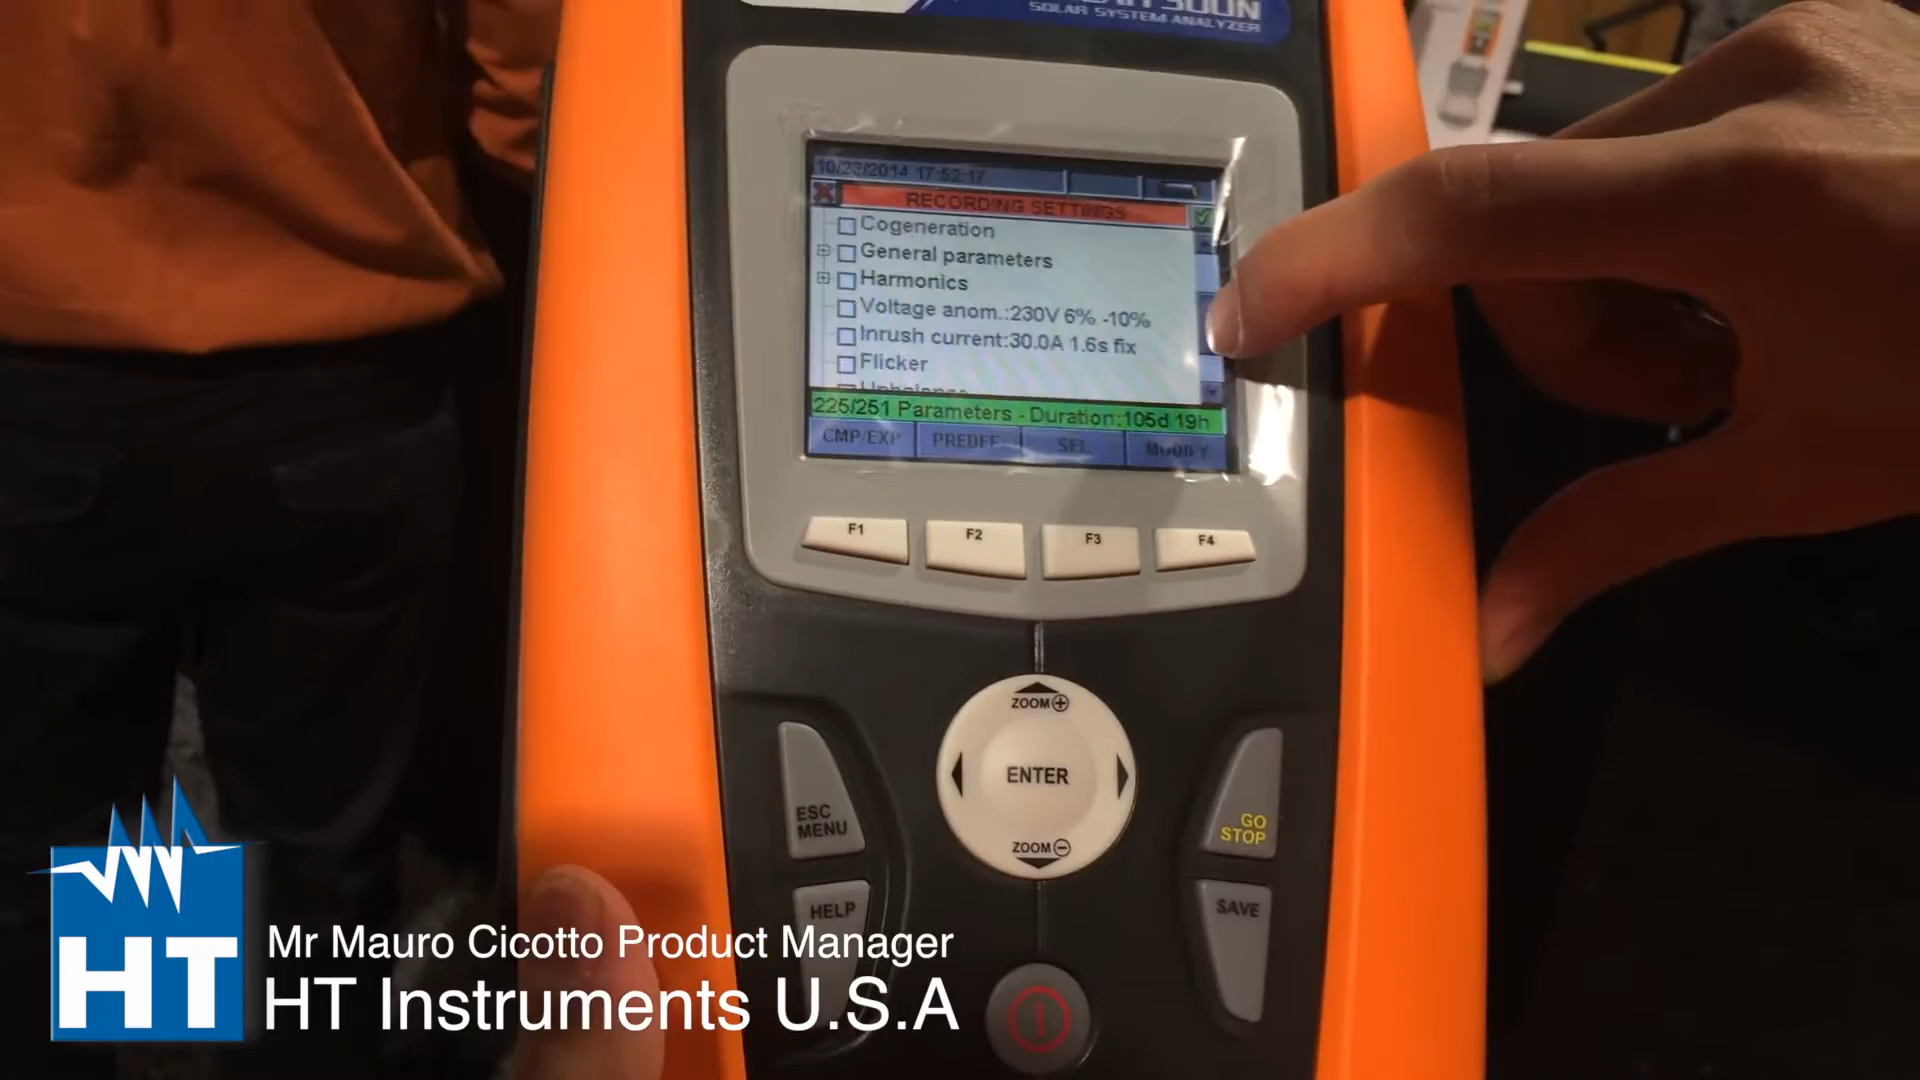 SOLAR SYSTEM ANALYZER
10/23/2014 17:52:17
RECORDING SETTINGS
Cogeneration
General parameters
Harmonics
Voltage anom.:230V 6% -10%
Inrush current:30.0A 1.6s fix
Flicker
225/251 Parameters - Duration:105d 19h
CMP/EXP PREDEF SEL MODIFY
F1 F2 F3 F4
ZOOM
ENTER
ZOOM
ESC
MENU
GO
STOP
HELP
SAVE
HT
Mr Mauro Cicotto Product Manager
HT Instruments U.S.A